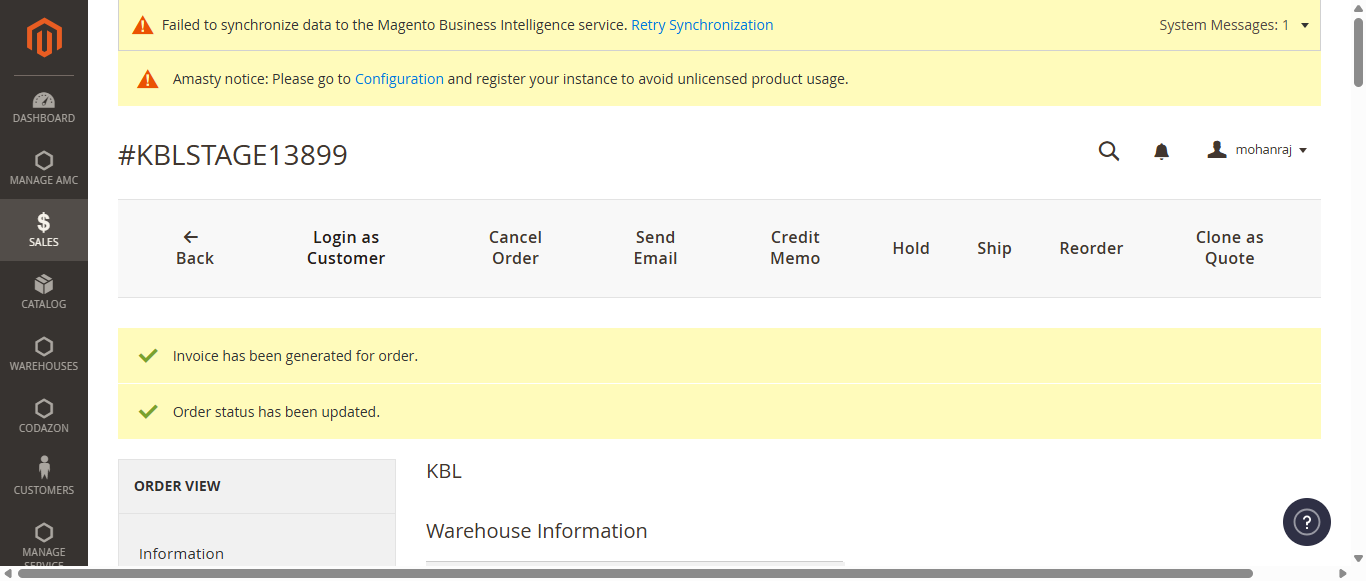 Failed to synchronize data to the Magento Business Intelligence service. Retry Synchronization
System Messages: 1
Amasty notice: Please go to Configuration and register your instance to avoid unlicensed product usage.
#KBLSTAGE13899
mohanraj
DASHBOARD
MANAGE AMC
SALES
CATALOG
WAREHOUSES
CODAZON
CUSTOMERS
MANAGE
SERVICE
Back
Login as
Customer
Cancel
Order
Send
Email
Credit
Memo
Hold
Ship
Reorder
Clone as
Quote
Invoice has been generated for order.
Order status has been updated.
ORDER VIEW
Information
KBL
Warehouse Information
?